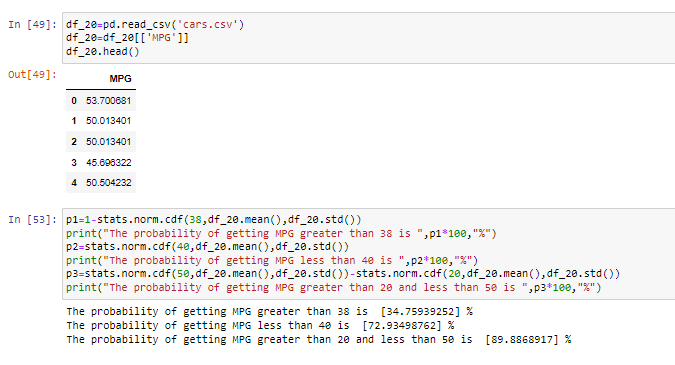 In [49]: df_20=pd.read_csv('cars.csv')
df_20=df_20[['MPG']]
df_20.head()
Out[49]:
MPG
0 53.700681
1 50.013401
2 50.013401
3 45.696322
4 50.504232
In [53]: p1=1-stats.norm.cdf(38,df_20.mean(),df_20.std())
print("The probability of getting MPG greater than 38 is ",p1*100,"%")
p2=stats.norm.cdf(40,df_20.mean(),df_20.std())
print("The probability of getting MPG less than 40 is ",p2*100,"%")
p3=stats.norm.cdf(50,df_20.mean(),df_20.std())-stats.norm.cdf(20,df_20.mean(),df_20.std())
print("The probability of getting MPG greater than 20 and less than 50 is ",p3*100,"%")
The probability of getting MPG greater than 38 is  [34.75939252] %
The probability of getting MPG less than 40 is  [72.93498762] %
The probability of getting MPG greater than 20 and less than 50 is  [89.8868917] %